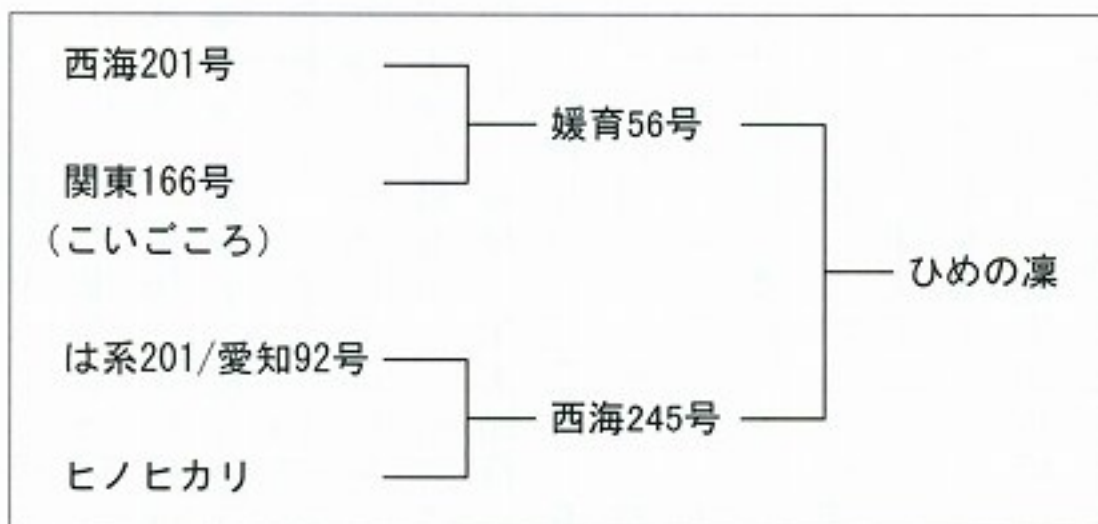 西海201号
媛育56号
関東166号
(こいごころ)
ひめの凜
は系201/愛知92号
西海245号
ヒノヒカリ